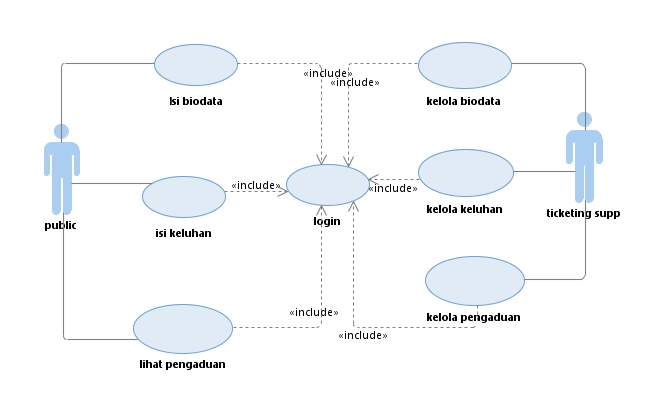 «include»
«include»
Isi biodata
kelola biodata
«include»
«include»
public
isi keluhan
login
kelola keluhan
ticketing supp
«include»
«include»
lihat pengaduan
kelola pengaduan